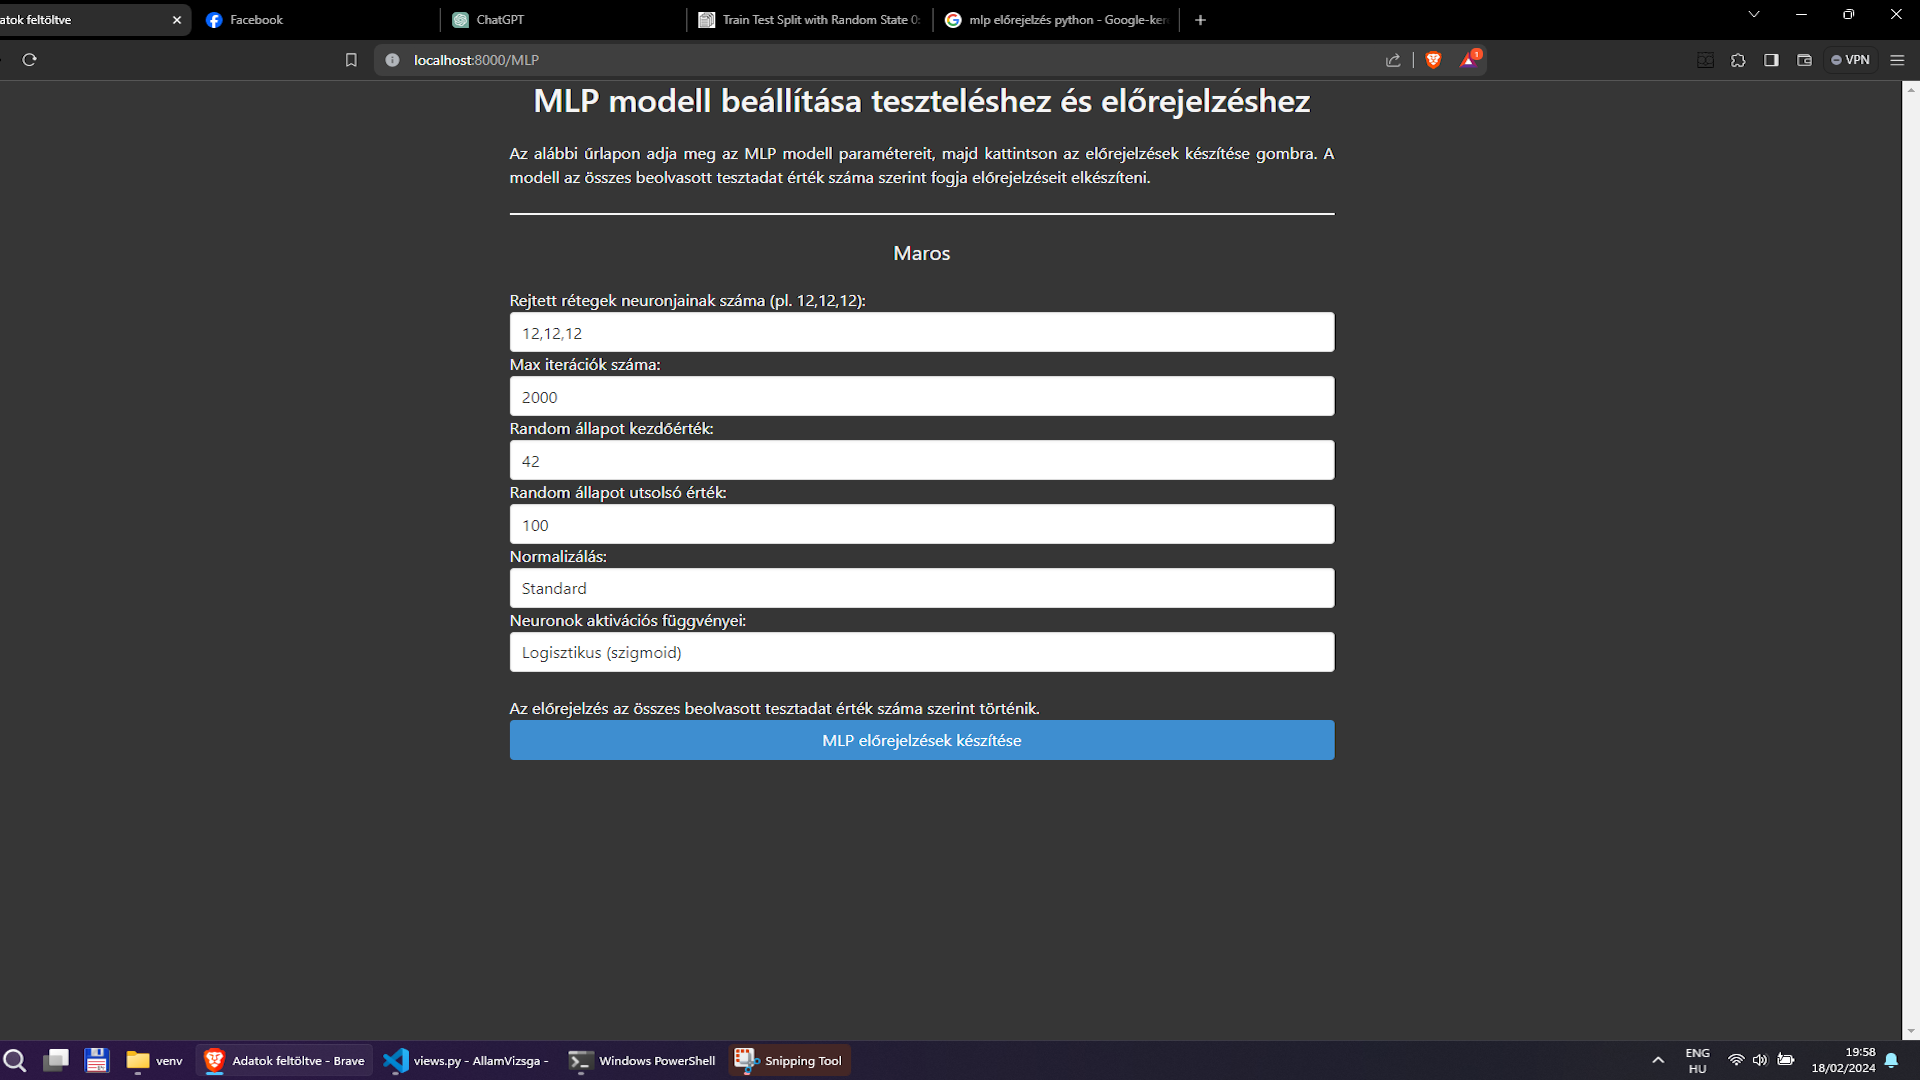 atok feltöltve
Facebook
ChatGPT
Train Test Split with Random State 0:
mlp előrejelzés python - Google-ker
localhost:8000/MLP
1
VPN
MLP modell beállítása teszteléshez és előrejelzéshez
Az alábbi űrlapon adja meg az MLP modell paramétereit, majd kattintson az előrejelzések készítése gombra. A
modell az összes beolvasott tesztadat érték száma szerint fogja előrejelzéseit elkészíteni.
Maros
Rejtett rétegek neuronjainak száma (pl. 12,12,12):
12,12,12
Max iterációk száma:
2000
Random állapot kezdőérték:
42
Random állapot utsolsó érték:
100
Normalizálás:
Standard
Neuronok aktivációs függvényei:
Logisztikus (szigmoid)
Az előrejelzés az összes beolvasott tesztadat érték száma szerint történik.
MLP előrejelzések készítése
venv
Adatok feltöltve - Brave
views.py - AllamVizsga -
Windows PowerShell
Snipping Tool
ENG
HU
19:58
18/02/2024